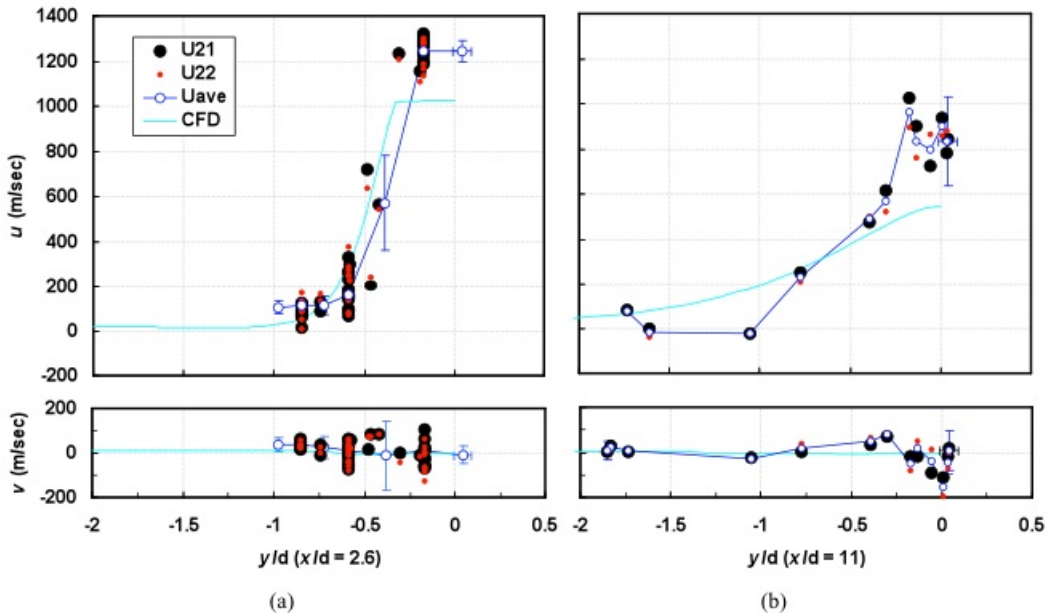 1400
1200
1000
800
600
400
200
0
-200
u (m/sec)
U21
U22
Uave
CFD
200
0
-200
v (m/sec)
-2 -1.5 -1 -0.5 0 0.5
y/d (x/d = 2.6)
(a)
-2 -1.5 -1 -0.5 0 0.5
y/d (x/d = 11)
(b)